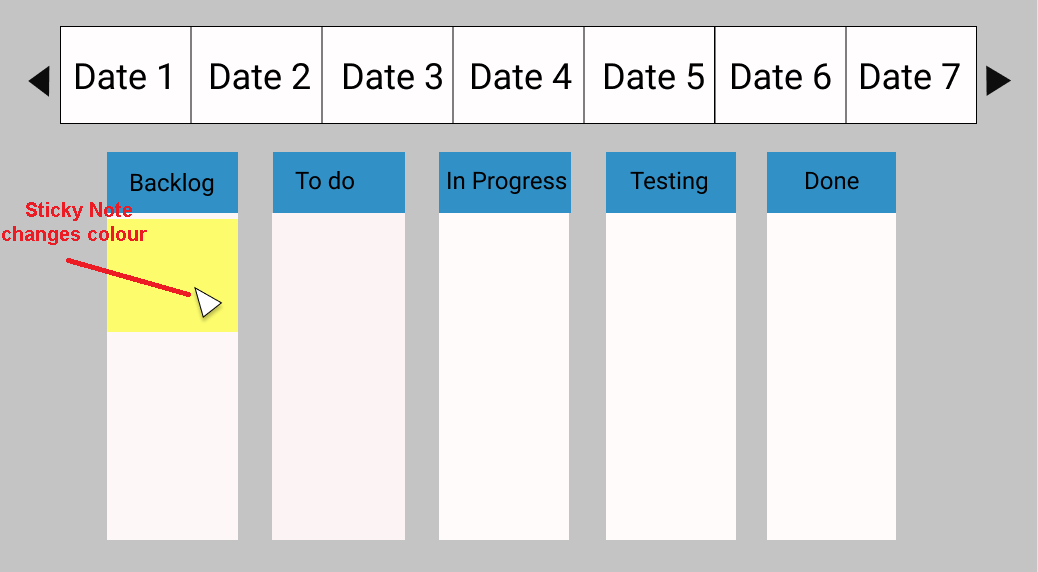 Date 1
Date 2
Date 3
Date 4
Date 5
Date 6
Date 7
Backlog
To do
In Progress
Testing
Done
Sticky Note
changes colour